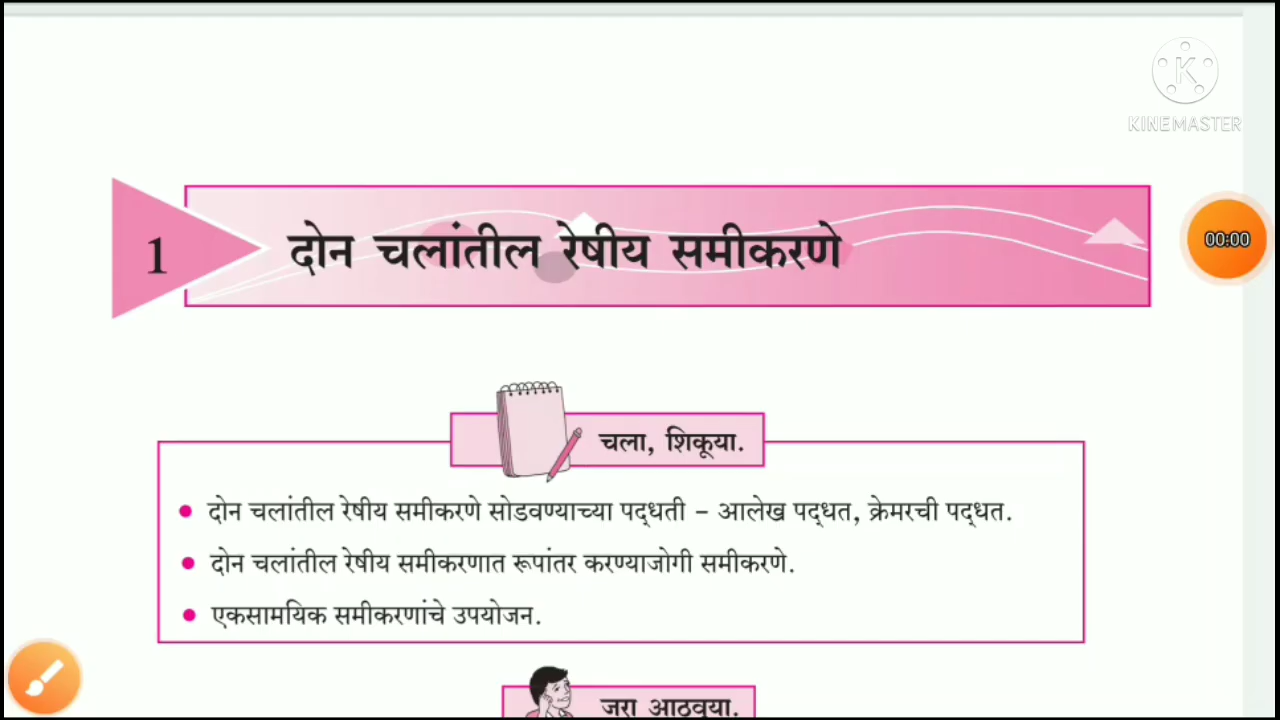 KINEMASTER
1
दोन चलांतील रेषीय समीकरणे
00:00
चला, शिकूया.
• दोन चलांतील रेषीय समीकरणे सोडवण्याच्या पद्धती – आलेख पद्धत, क्रेमरची पद्धत.
• दोन चलांतील रेषीय समीकरणात रूपांतर करण्याजोगी समीकरणे.
• एकसामयिक समीकरणांचे उपयोजन.
जरा आठवूया.